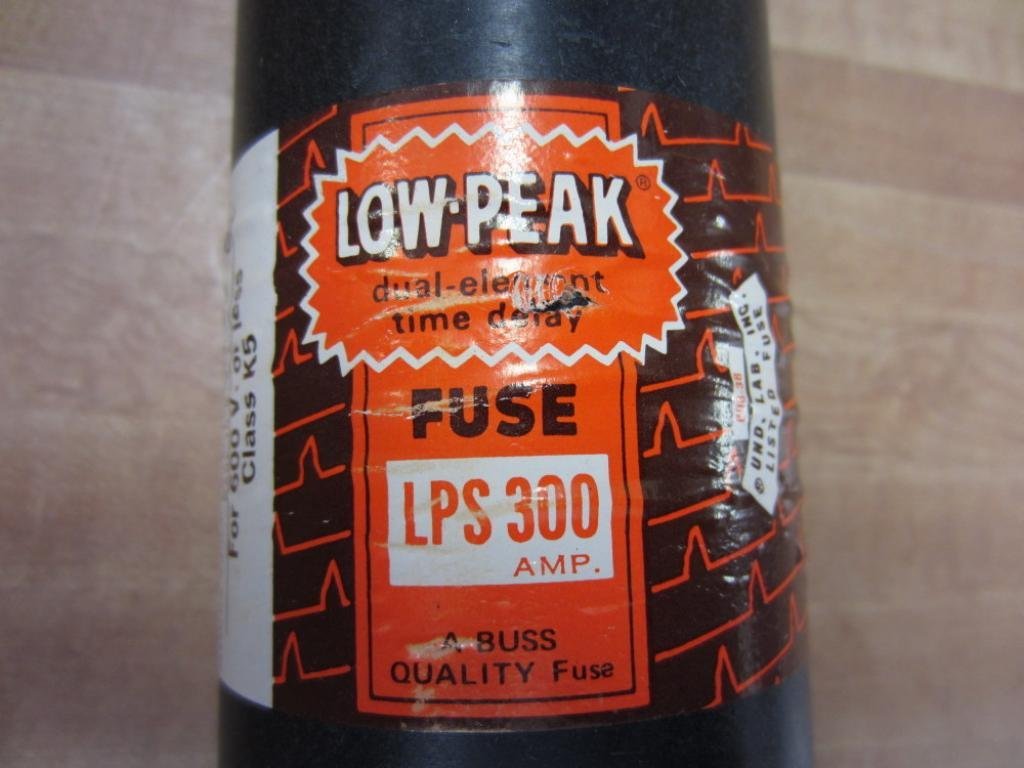 LOW-PEAK®
dual-element
time delay
FUSE
LPS 300
AMP.
A BUSS
QUALITY Fuse
For 600 V. or less
Class K5
® UND. LAB. INC.
LISTED FUSE